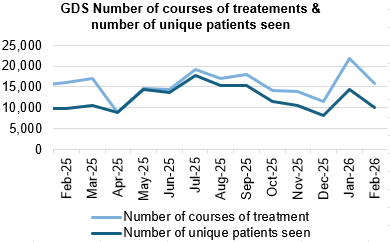 GDS Number of courses of treatements &
number of unique patients seen
25,000
20,000
15,000
10,000
5,000
0
Feb-25
Mar-25
Apr-25
May-25
Jun-25
Jul-25
Aug-25
Sep-25
Oct-25
Nov-25
Dec-25
Jan-26
Feb-26
Number of courses of treatment
Number of unique patients seen